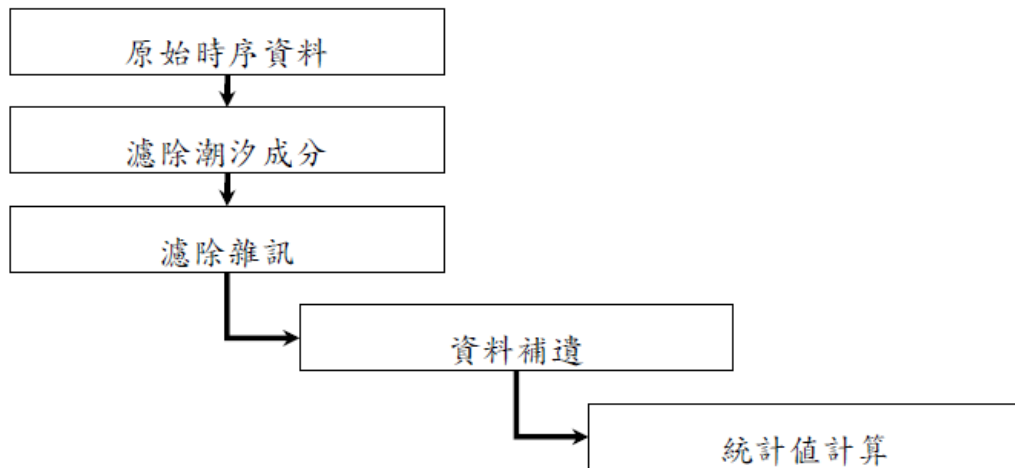 原始時序資料
濾除潮汐成分
濾除雜訊
資料補遺
統計值計算